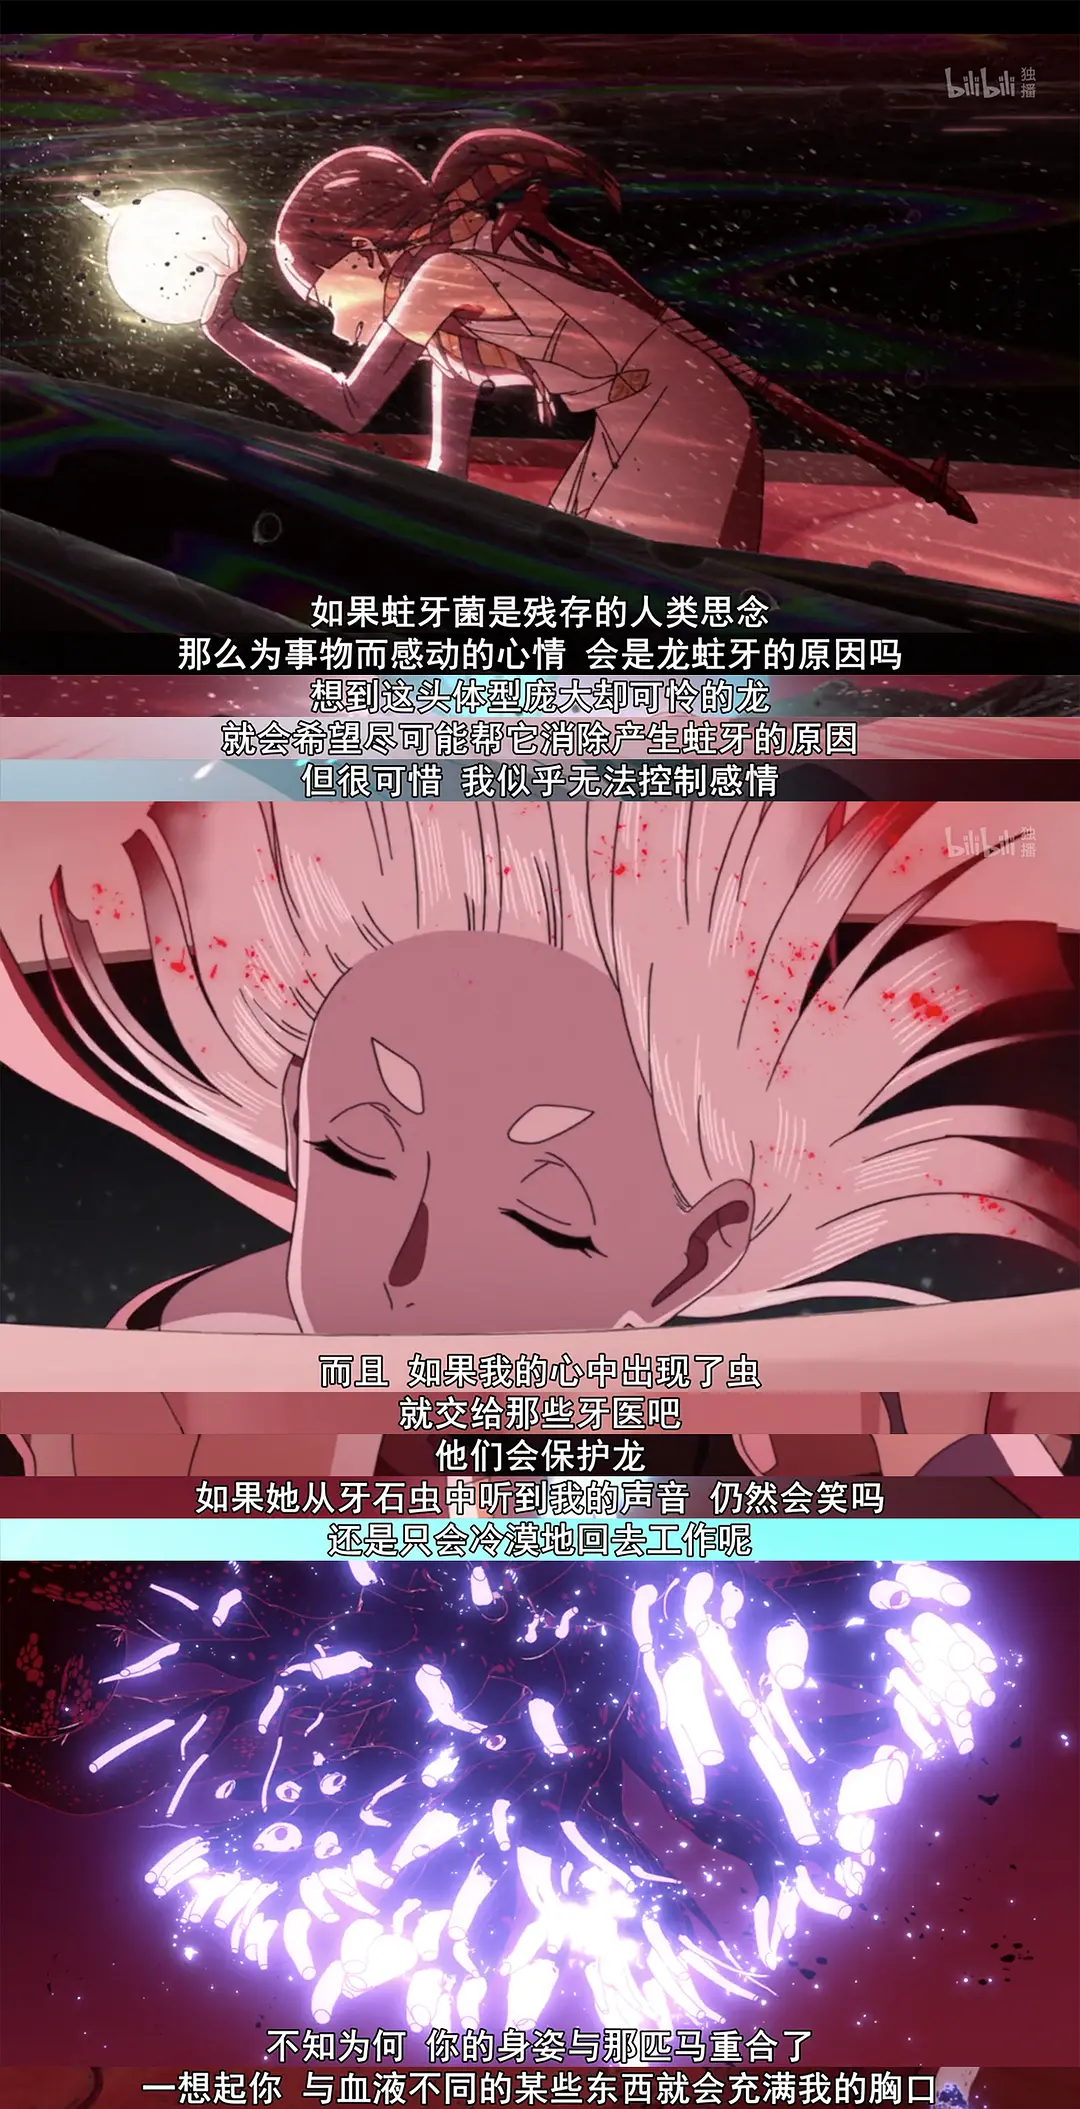 bilibili 独播
如果蛀牙菌是残存的人类思念
那么为事物而感动的心情 会是龙蛀牙的原因吗
想到这头体型庞大却可怜的龙
就会希望尽可能帮它消除产生蛀牙的原因
但很可惜 我似乎无法控制感情
bilibili 独播
而且 如果我的心中出现了虫
就交给那些牙医吧
他们会保护龙
如果她从牙石虫中听到我的声音 仍然会笑吗
还是只会冷漠地回去工作呢
不知为何 你的身姿与那匹马重合了
一想起你 与血液不同的某些东西就会充满我的胸口